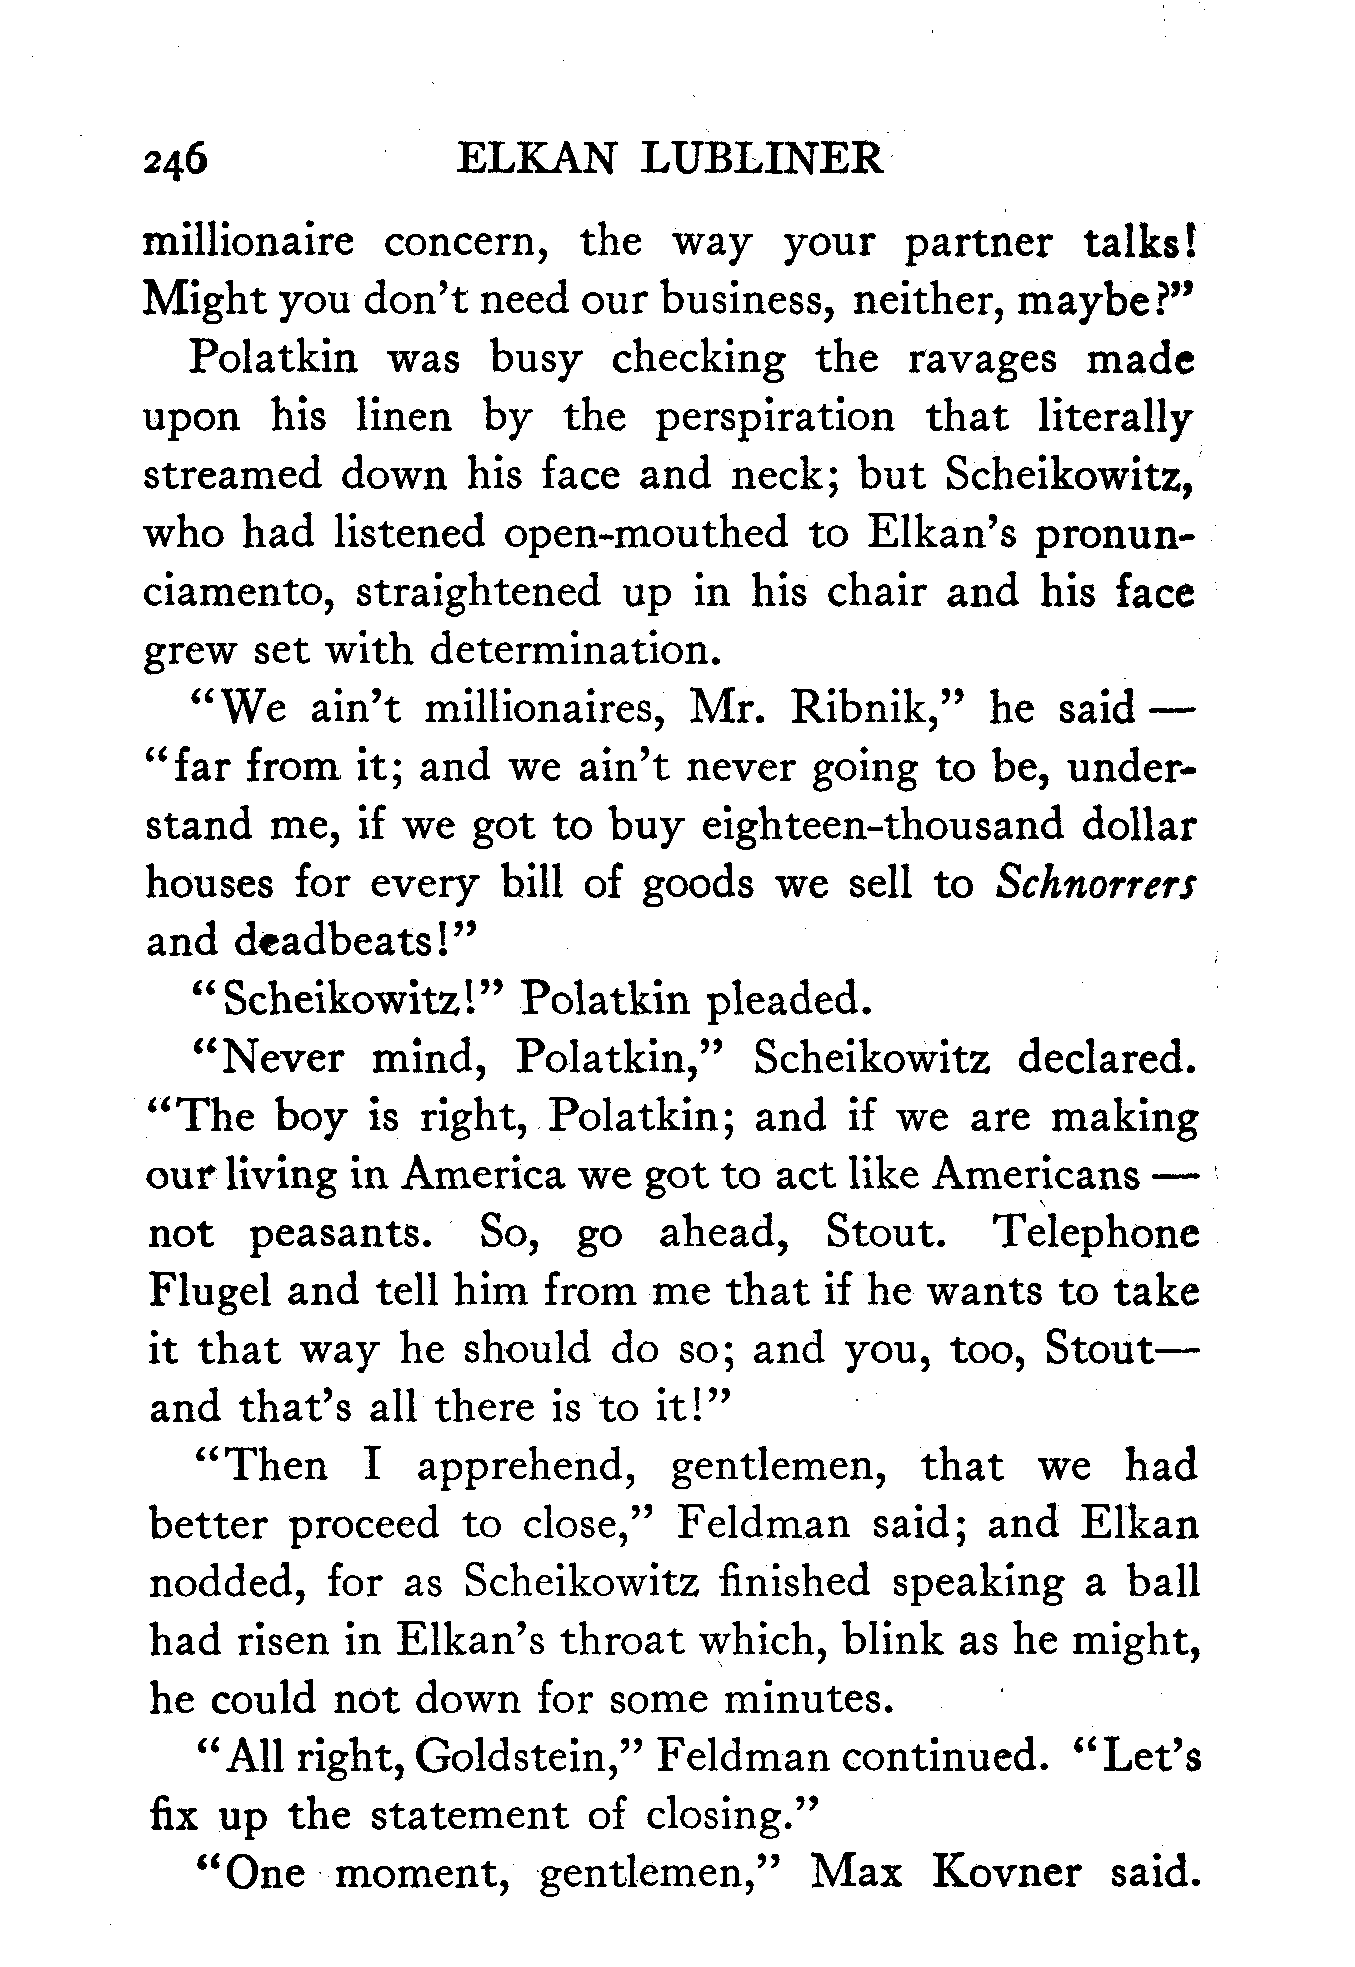 246 ELKAN LUBLINER
millionaire concern, the way your partner talks!
Might you don't need our business, neither, maybe?"
Polatkin was busy checking the ravages made
upon his linen by the perspiration that literally
streamed down his face and neck; but Scheikowitz,
who had listened open-mouthed to Elkan's pronun-
ciamento, straightened up in his chair and his face
grew set with determination.
"We ain't millionaires, Mr. Ribnik," he said —
"far from it; and we ain't never going to be, under-
stand me, if we got to buy eighteen-thousand dollar
houses for every bill of goods we sell to Schnorrers
and deadbeats!"
"Scheikowitz!" Polatkin pleaded.
"Never mind, Polatkin," Scheikowitz declared.
"The boy is right, Polatkin; and if we are making
our living in America we got to act like Americans —
not peasants. So, go ahead, Stout. Telephone
Flugel and tell him from me that if he wants to take
it that way he should do so; and you, too, Stout—
and that's all there is to it!"
"Then I apprehend, gentlemen, that we had
better proceed to close," Feldman said; and Elkan
nodded, for as Scheikowitz finished speaking a ball
had risen in Elkan's throat which, blink as he might,
he could not down for some minutes.
"All right, Goldstein," Feldman continued. "Let's
fix up the statement of closing."
"One moment, gentlemen," Max Kovner said.